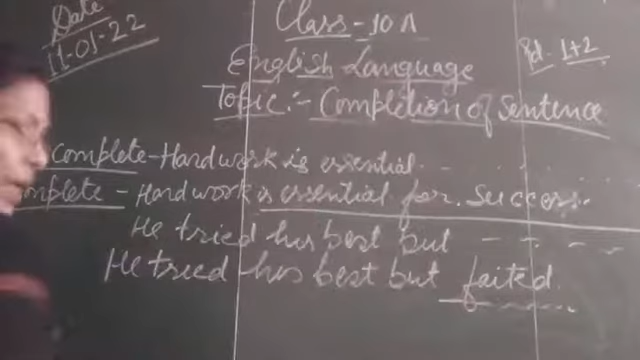 Date
11-01-22
Class - 10 A
Pd - 1+2
English Language
Topic :- Completion of Sentence
complete - Hardwork is essential . . . . . .
mplete - Hardwork is essential for success.
He tried his best but - - - -
He tried his best but failed.